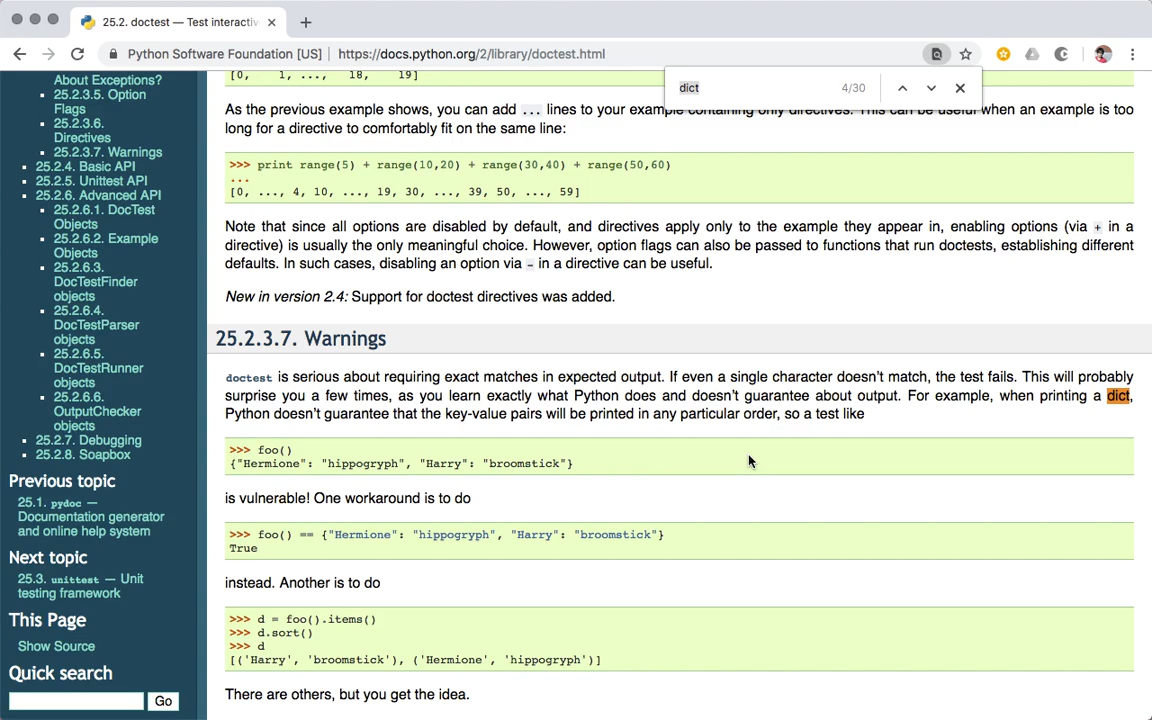 25.2. doctest — Test interactiv
Python Software Foundation [US] | https://docs.python.org/2/library/doctest.html
dict 4/30
About Exceptions?
25.2.3.5. Option
Flags
25.2.3.6.
Directives
25.2.3.7. Warnings
25.2.4. Basic API
25.2.5. Unittest API
25.2.6. Advanced API
25.2.6.1. DocTest
Objects
25.2.6.2. Example
Objects
25.2.6.3.
DocTestFinder
objects
25.2.6.4.
DocTestParser
objects
25.2.6.5.
DocTestRunner
objects
25.2.6.6.
OutputChecker
objects
25.2.7. Debugging
25.2.8. Soapbox
Previous topic
25.1. pydoc —
Documentation generator
and online help system
Next topic
25.3. unittest — Unit
testing framework
This Page
Show Source
Quick search
Go
[0, 1, ..., 18, 19]
As the previous example shows, you can add ... lines to your example containing only directives. This can be useful when an example is too
long for a directive to comfortably fit on the same line:
>>> print range(5) + range(10,20) + range(30,40) + range(50,60)
...
[0, ..., 4, 10, ..., 19, 30, ..., 39, 50, ..., 59]
Note that since all options are disabled by default, and directives apply only to the example they appear in, enabling options (via + in a
directive) is usually the only meaningful choice. However, option flags can also be passed to functions that run doctests, establishing different
defaults. In such cases, disabling an option via - in a directive can be useful.
New in version 2.4: Support for doctest directives was added.
25.2.3.7. Warnings
doctest is serious about requiring exact matches in expected output. If even a single character doesn't match, the test fails. This will probably
surprise you a few times, as you learn exactly what Python does and doesn't guarantee about output. For example, when printing a dict,
Python doesn't guarantee that the key-value pairs will be printed in any particular order, so a test like
>>> foo()
{"Hermione": "hippogryph", "Harry": "broomstick"}
is vulnerable! One workaround is to do
>>> foo() == {"Hermione": "hippogryph", "Harry": "broomstick"}
True
instead. Another is to do
>>> d = foo().items()
>>> d.sort()
>>> d
[('Harry', 'broomstick'), ('Hermione', 'hippogryph')]
There are others, but you get the idea.